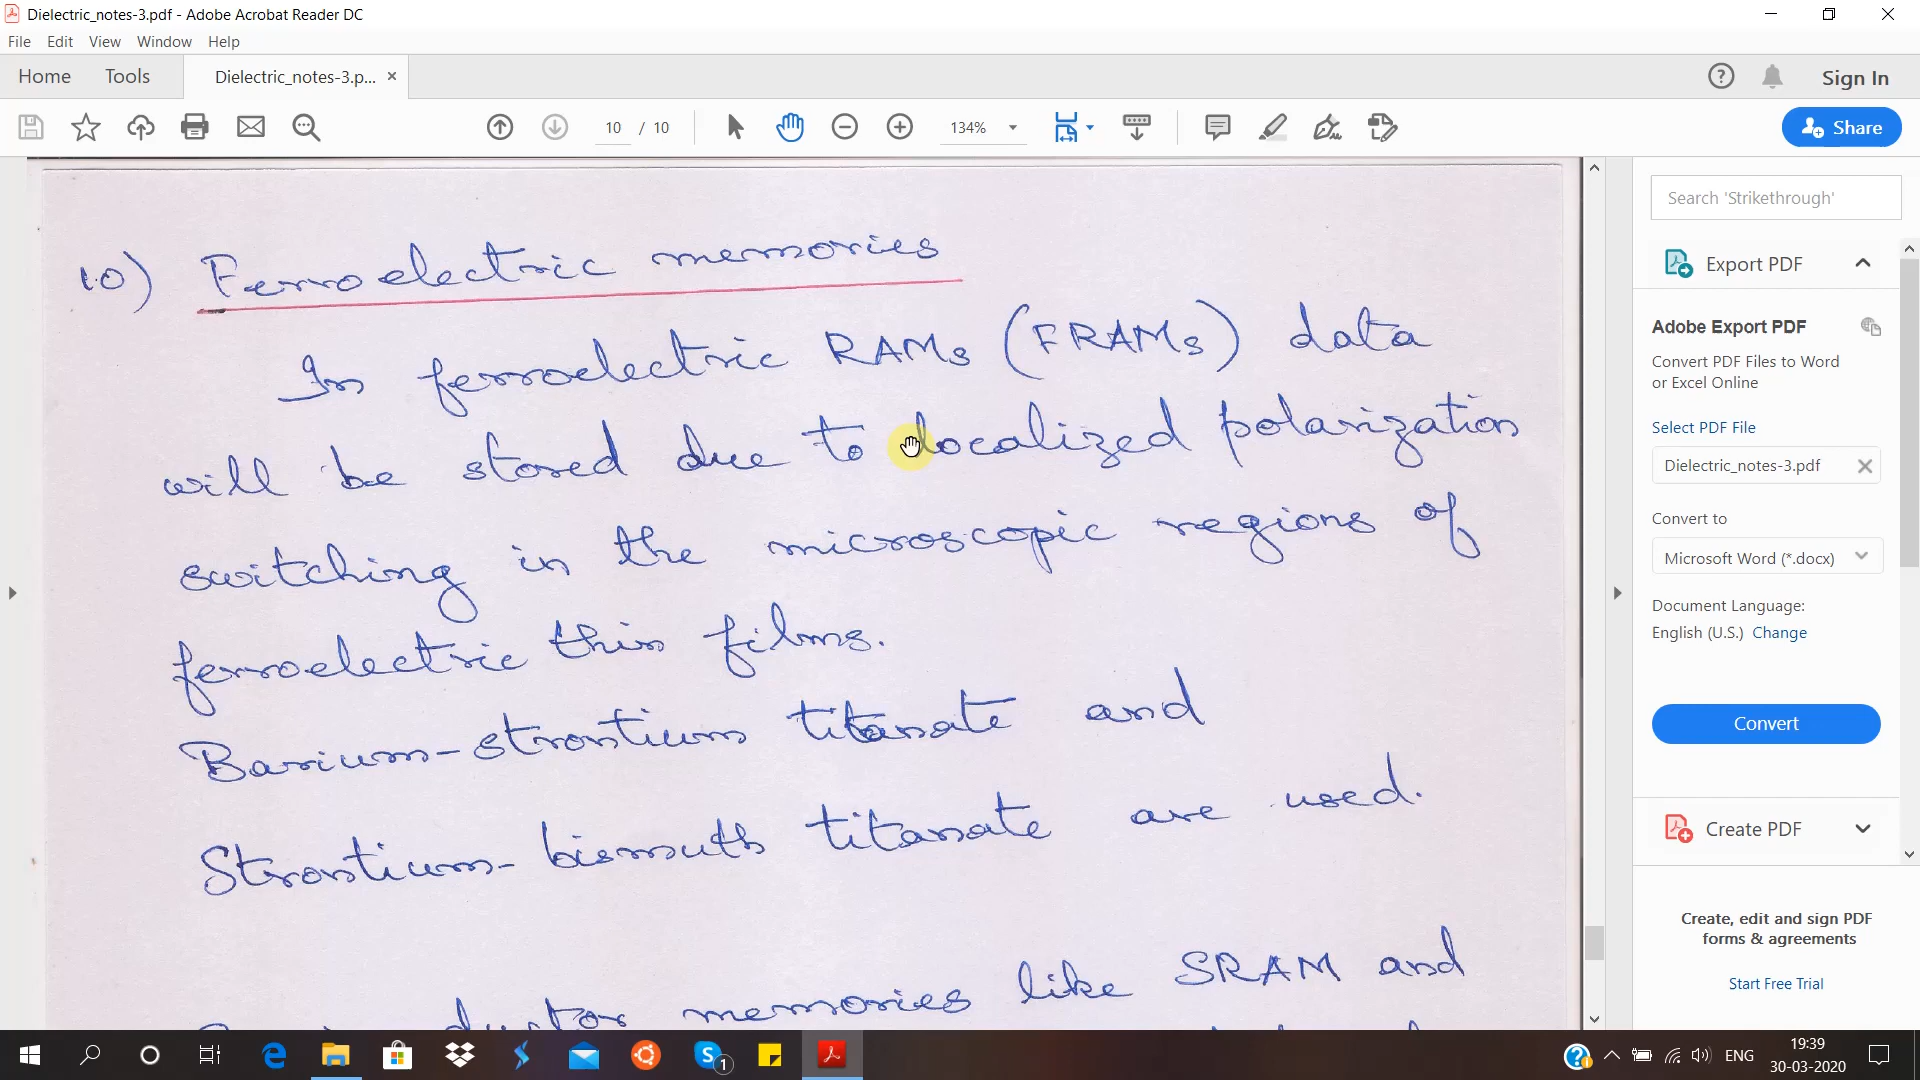 Dielectric_notes-3.pdf - Adobe Acrobat Reader DC
File Edit View Window Help
Home Tools Dielectric_notes-3.p... ×
Sign In
10 / 10
134%
Share
10) Ferroelectric memories
In ferroelectric RAMs (FRAMs) data
will be stored due to localized polarization
switching in the microscopic regions of
ferroelectric thin films.
Barium-strontium titanate and
Strontium-bismuth titanate are used.
memories like SRAM and
Search 'Strikethrough'
Export PDF
Adobe Export PDF
Convert PDF Files to Word
or Excel Online
Select PDF File
Dielectric_notes-3.pdf
Convert to
Microsoft Word (*.docx)
Document Language:
English (U.S.) Change
Convert
Create PDF
Create, edit and sign PDF
forms & agreements
Start Free Trial
1
ENG
19:39
30-03-2020